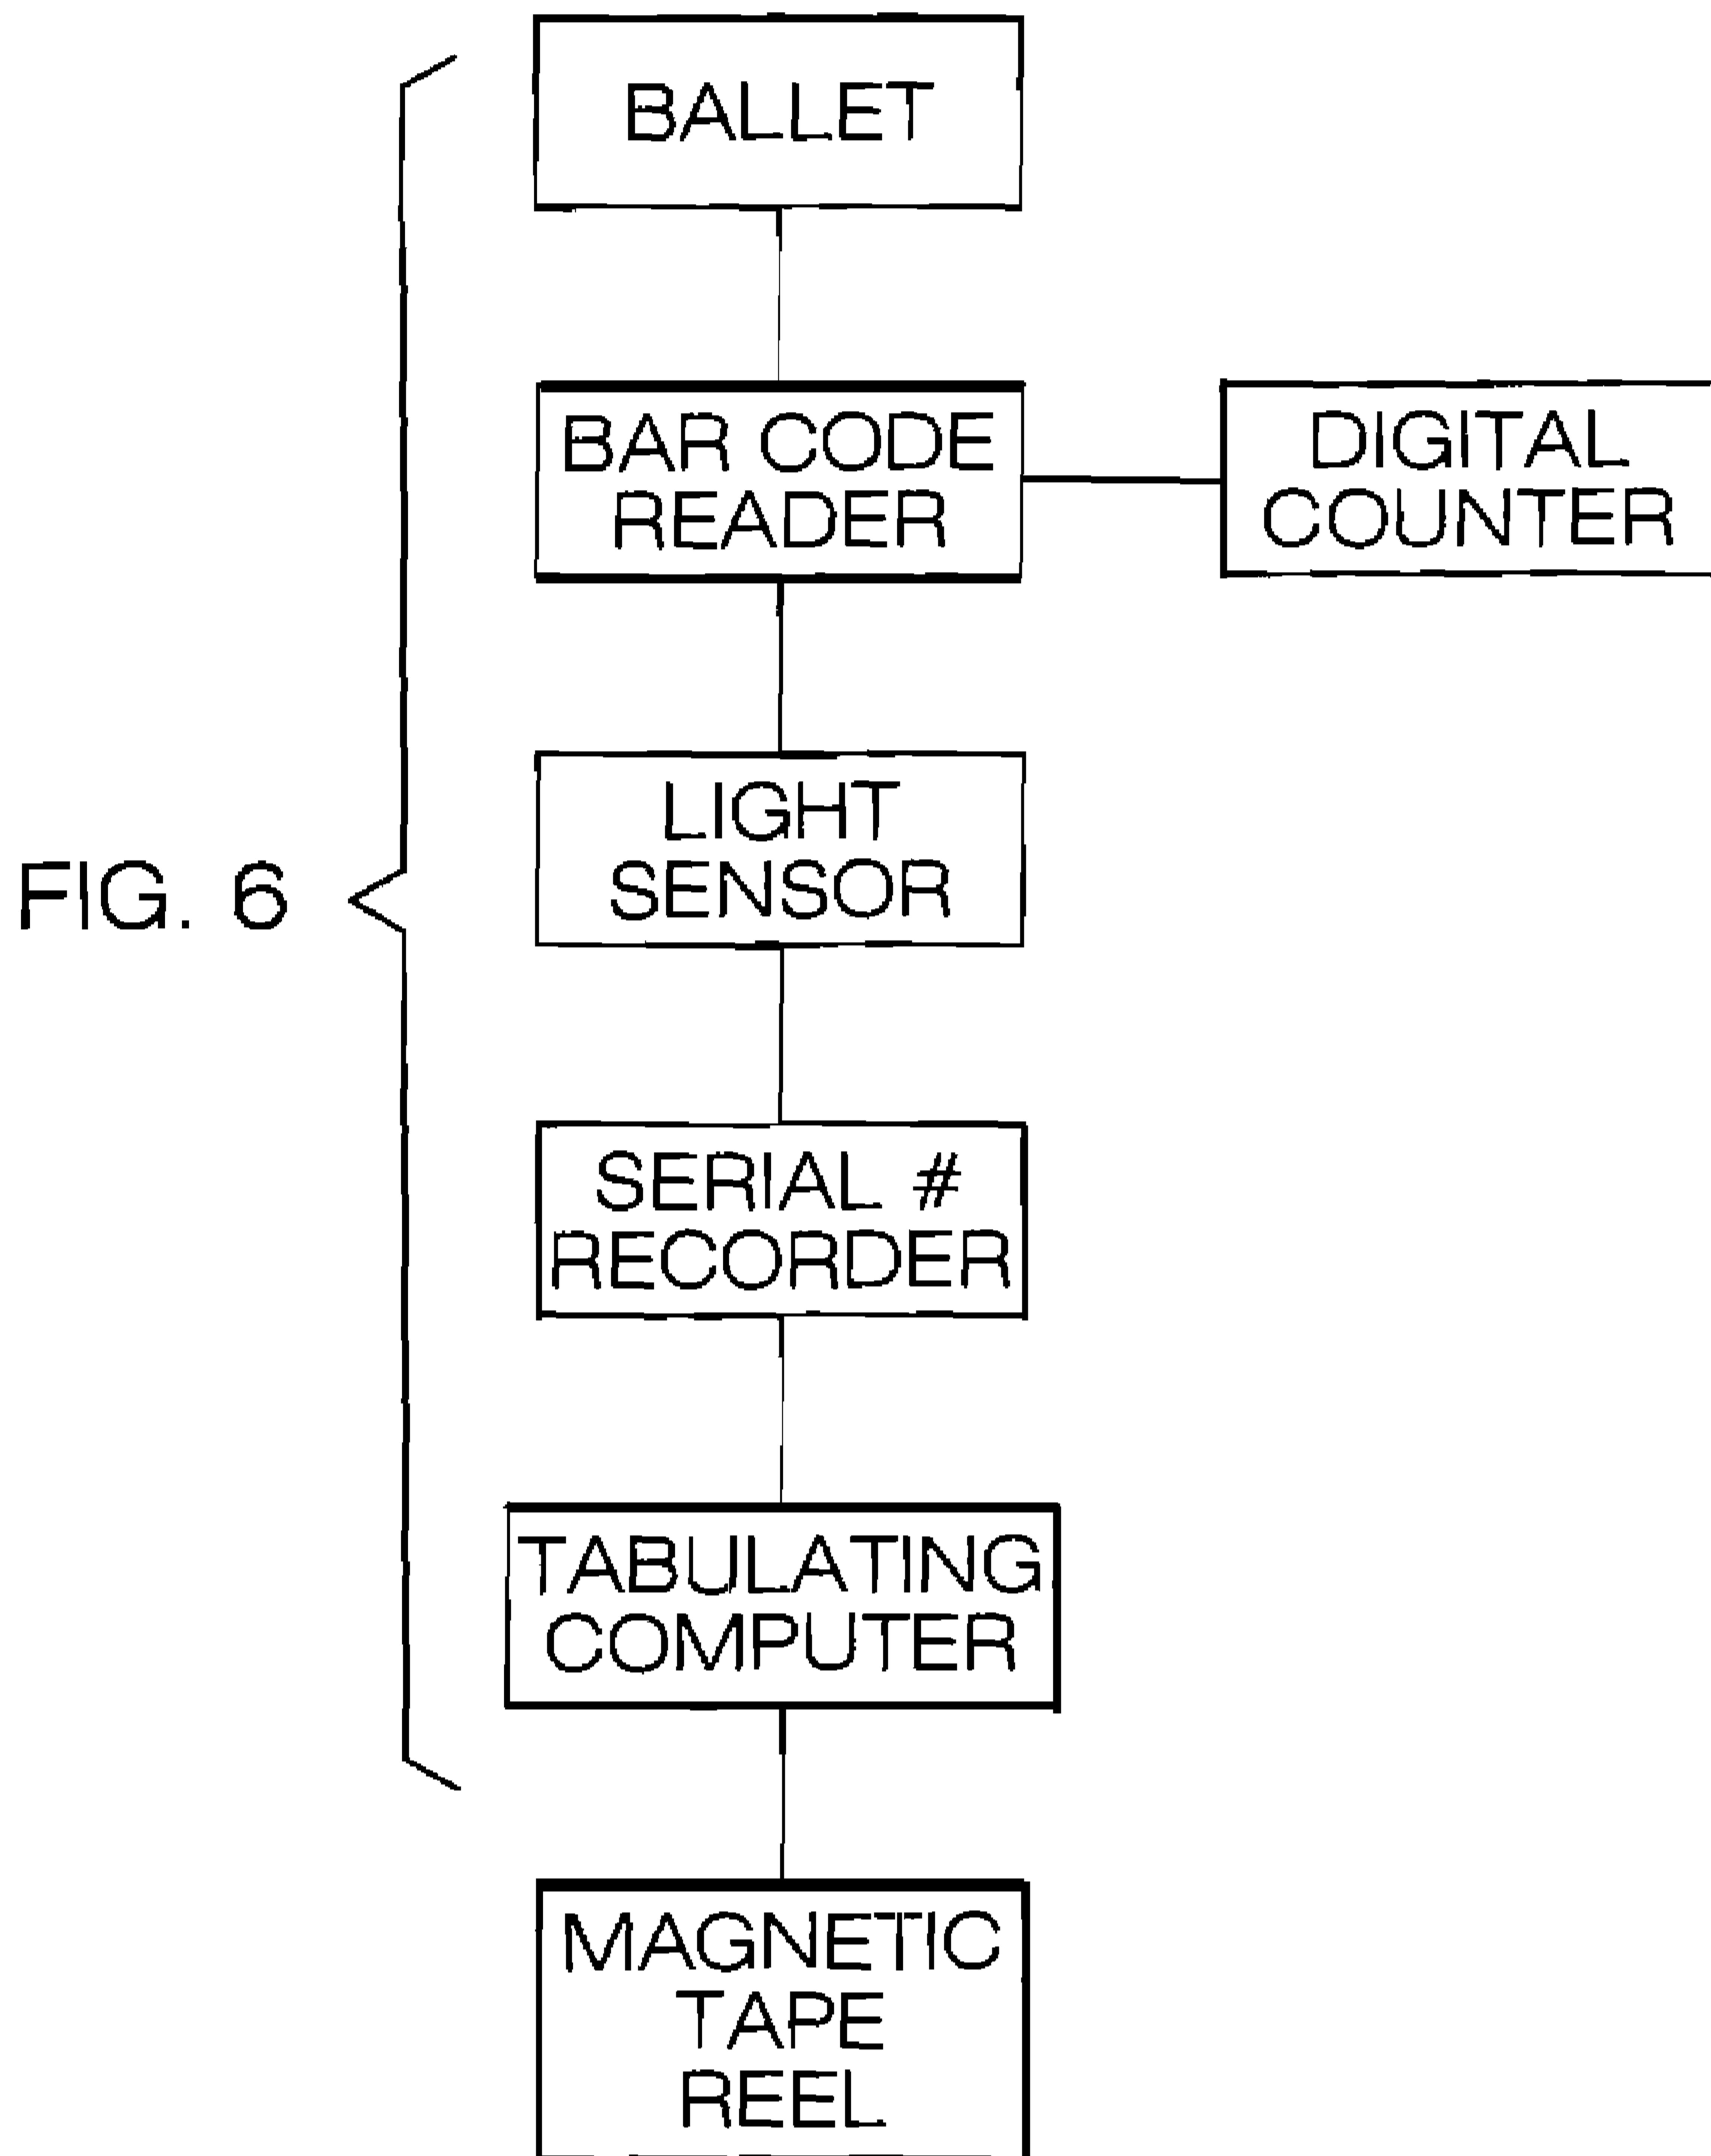 BALLET
BAR CODE
READER
DIGITAL
COUNTER
LIGHT
SENSOR
FIG. 6
SERIAL #
RECORDER
TABULATING
COMPUTER
MAGNETIC
TAPE
REEL